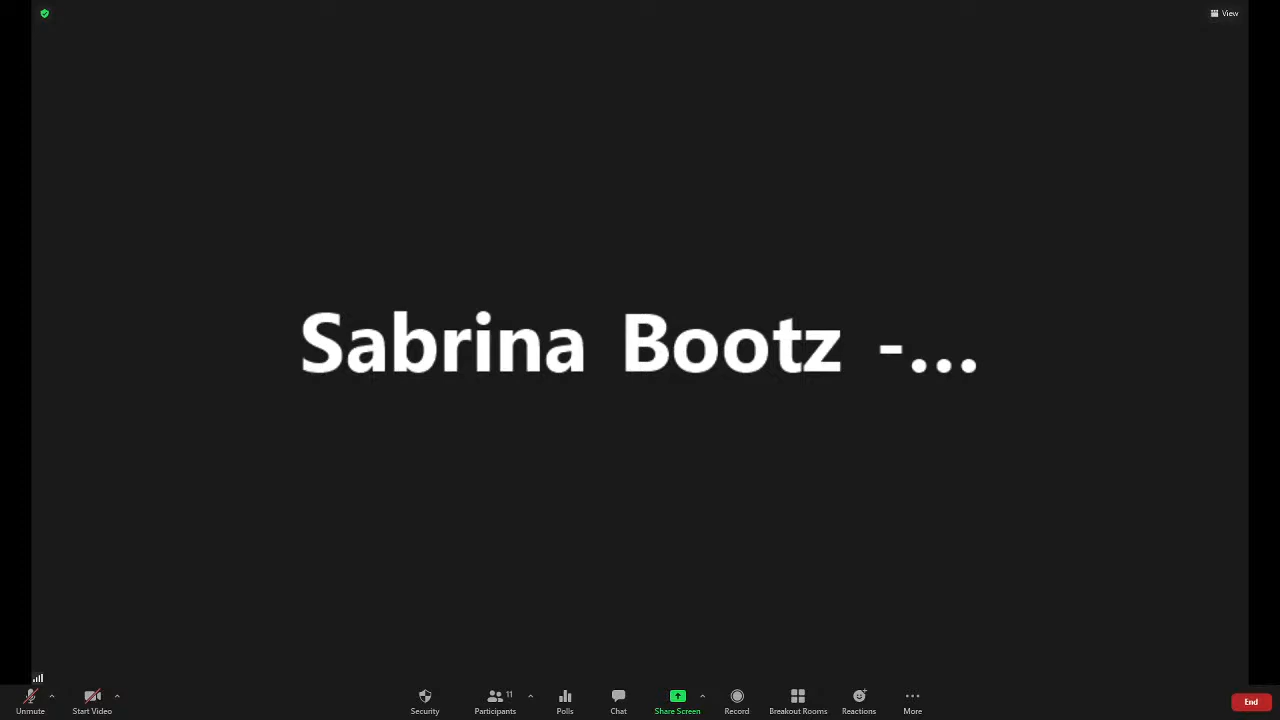 View
Sabrina Bootz -...
Unmute
Start Video
Security
Participants 11
Polls
Chat
Share Screen
Record
Breakout Rooms
Reactions
More
End